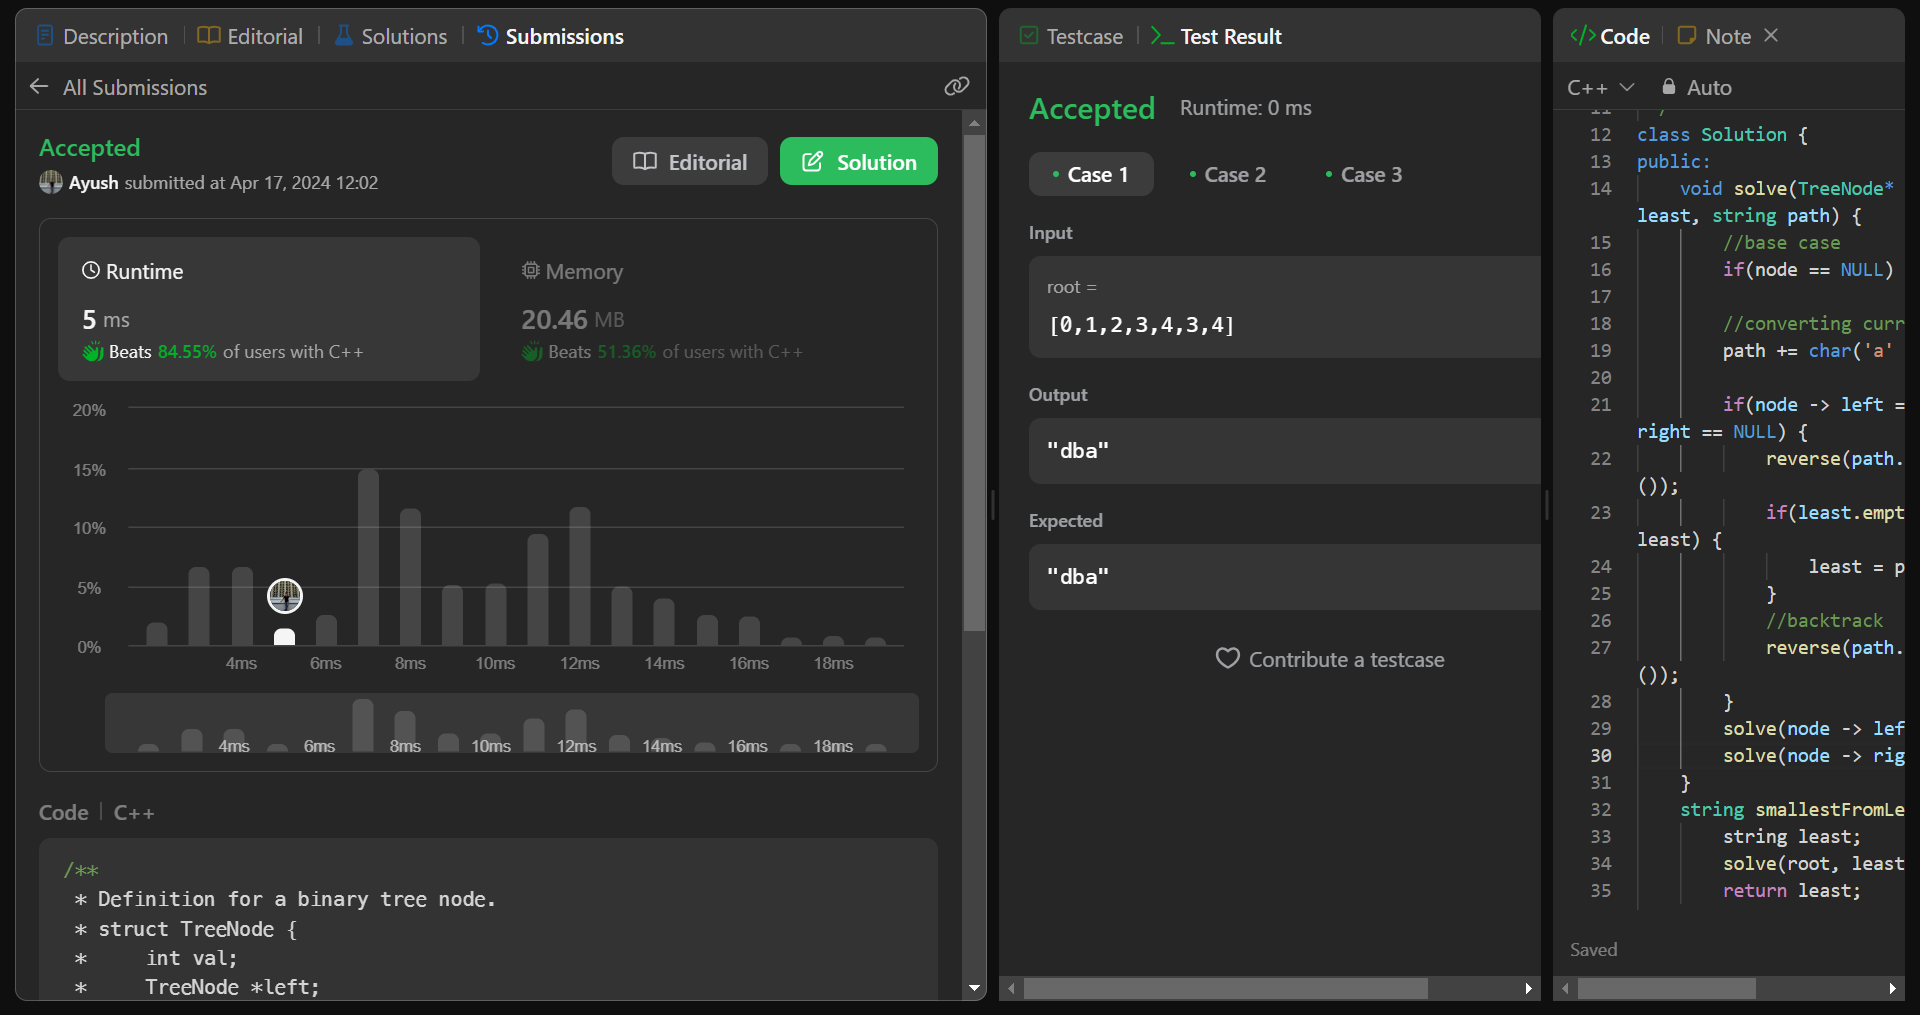 Description
Editorial
Solutions
Submissions
All Submissions
Accepted
Ayush submitted at Apr 17, 2024 12:02
Editorial
Solution
Runtime
5 ms
Beats 84.55% of users with C++
Memory
20.46 MB
Beats 51.36% of users with C++
20%
15%
10%
5%
0%
4ms 6ms 8ms 10ms 12ms 14ms 16ms 18ms
4ms 6ms 8ms 10ms 12ms 14ms 16ms 18ms
Code C++
/**
* Definition for a binary tree node.
* struct TreeNode {
*     int val;
*     TreeNode *left;
Testcase
Test Result
Accepted Runtime: 0 ms
Case 1 Case 2 Case 3
Input
root =
[0,1,2,3,4,3,4]
Output
"dba"
Expected
"dba"
Contribute a testcase
Code
Note
C++ Auto
12 class Solution {
13 public:
14     void solve(TreeNode*
least, string path) {
15         //base case
16         if(node == NULL)
17
18         //converting curr
19         path += char('a'
20
21         if(node -> left =
right == NULL) {
22             reverse(path.
());
23             if(least.empt
least) {
24                 least = p
25             }
26             //backtrack
27             reverse(path.
());
28         }
29         solve(node -> lef
30         solve(node -> rig
31     }
32     string smallestFromLe
33         string least;
34         solve(root, least
35         return least;
Saved